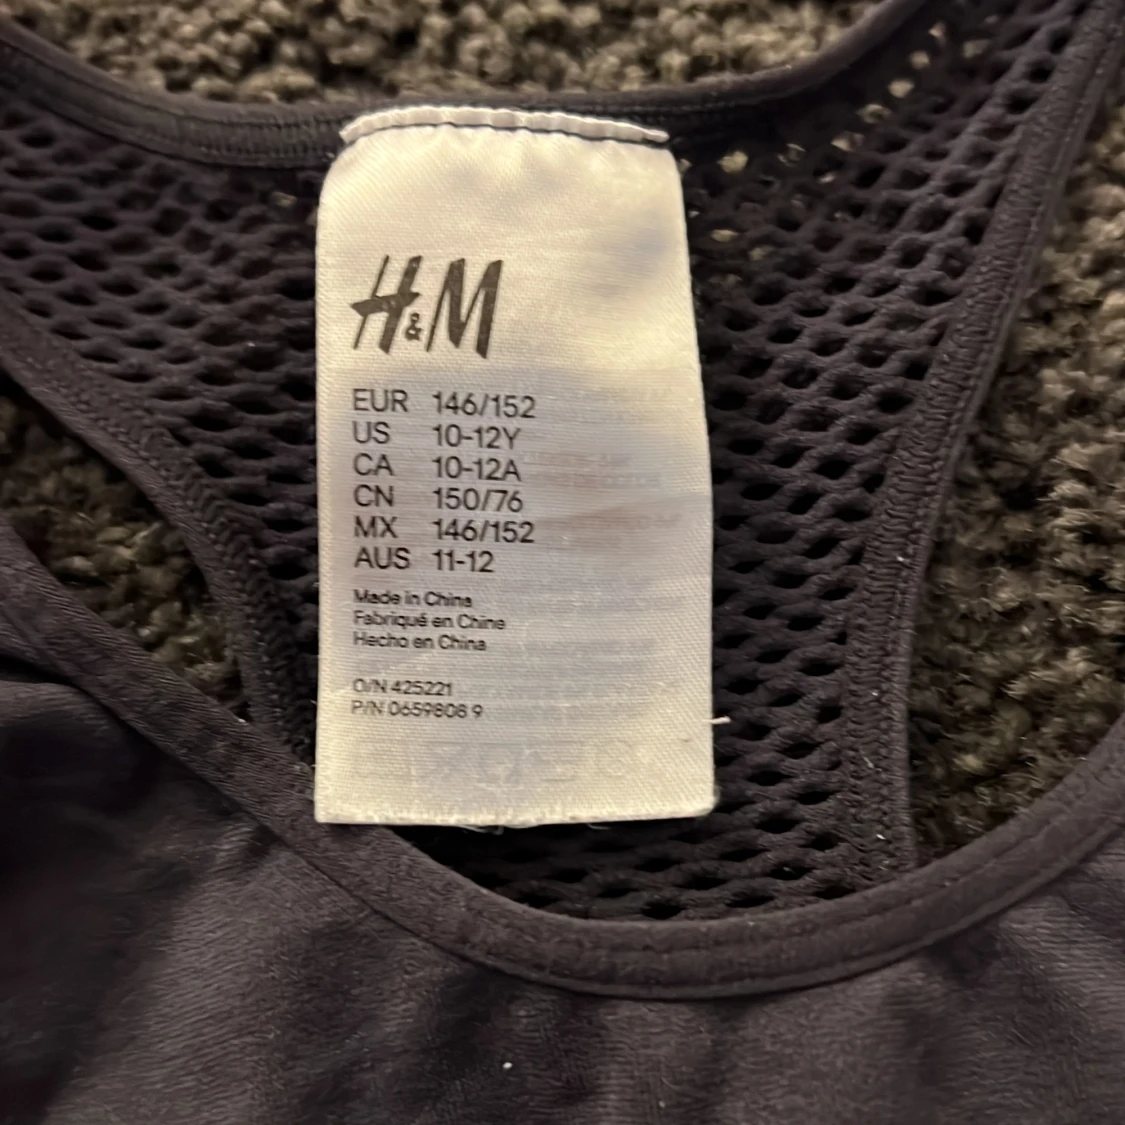 H&M
EUR 146/152
US 10-12Y
CA 10-12A
CN 150/76
MX 146/152
AUS 11-12
Made in China
Fabriqué en Chine
Hecho en China
O/N 425221
P/N 0659808 9